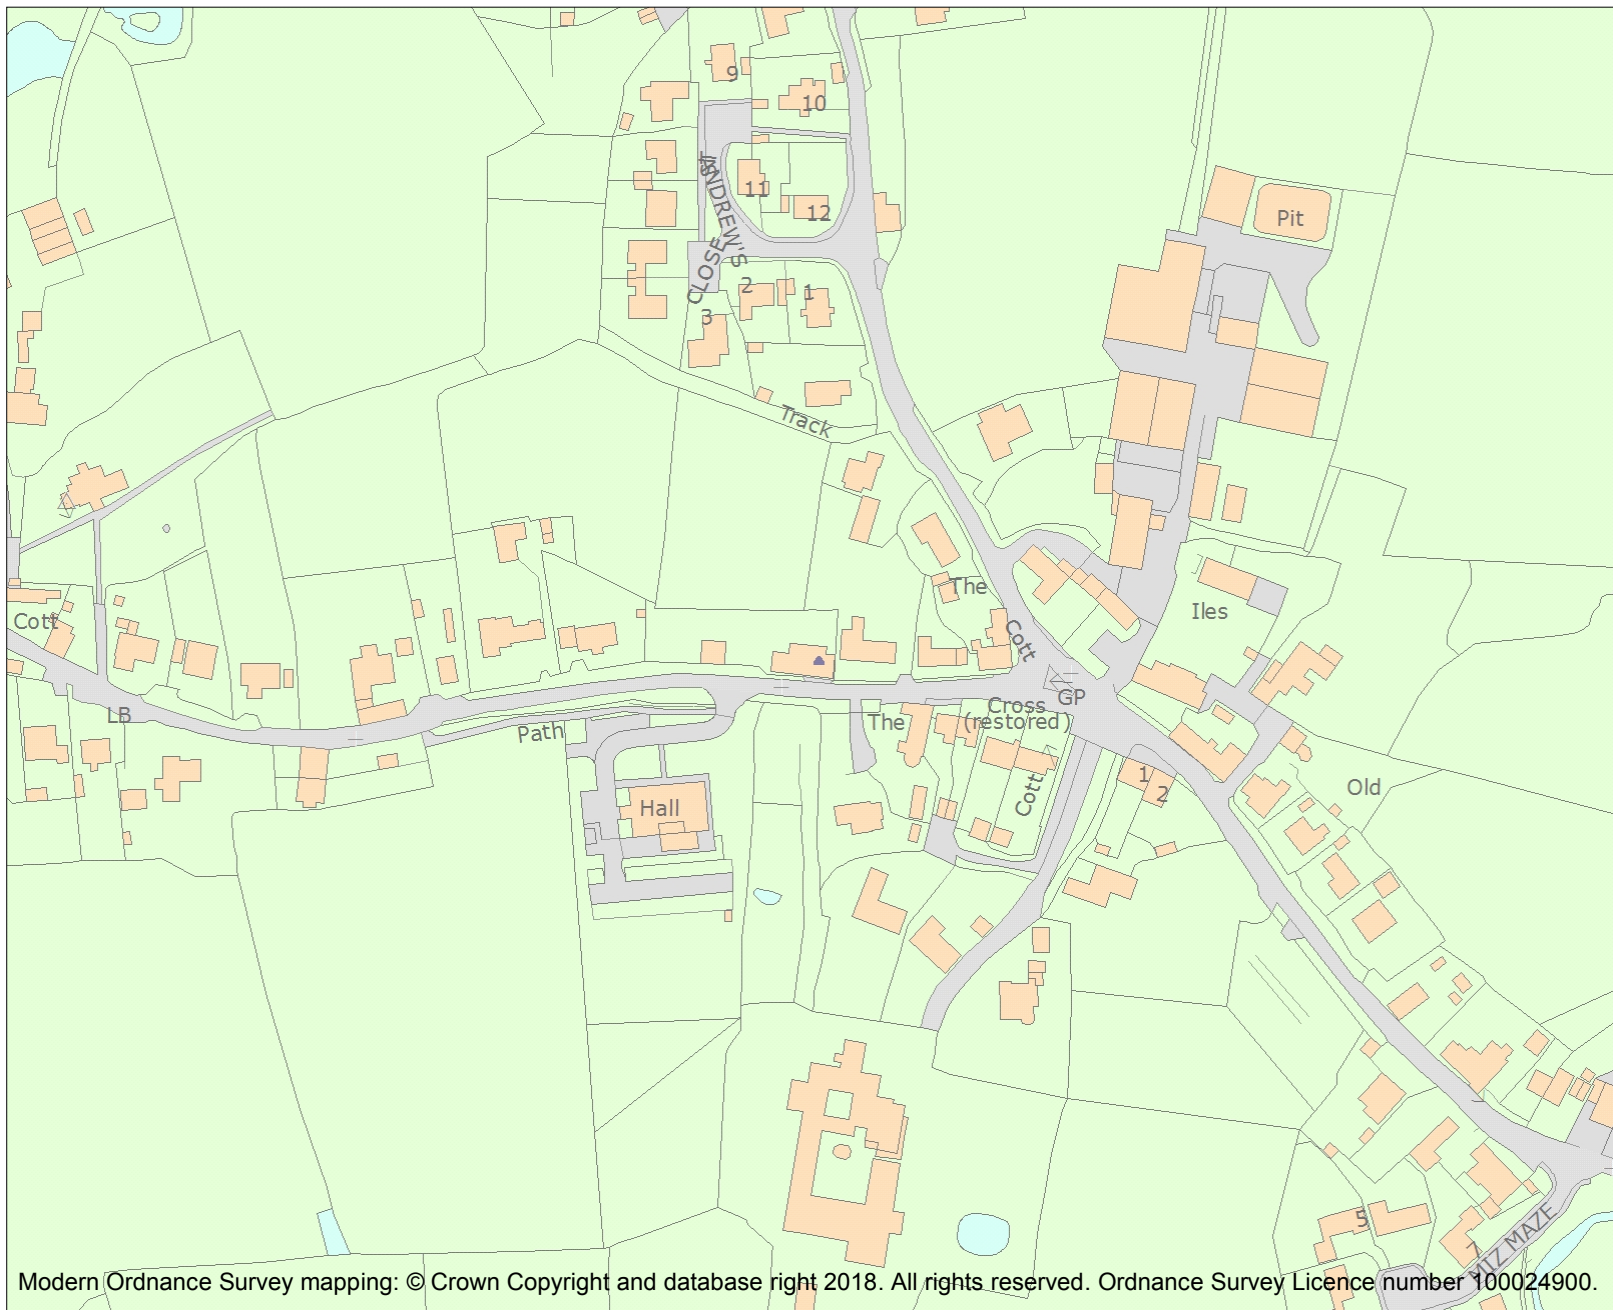 9
10
ST
ANDREW'S
CLOSE
11
12
Pit
2
1
3
Track
The
Cott
Iles
Cott
LB
Path
The
Cross
(restored)
GP
Hall
Cott
1
2
Old
5
7
MIZ MAZE
Modern Ordnance Survey mapping: © Crown Copyright and database right 2018. All rights reserved. Ordnance Survey Licence number 100024900.